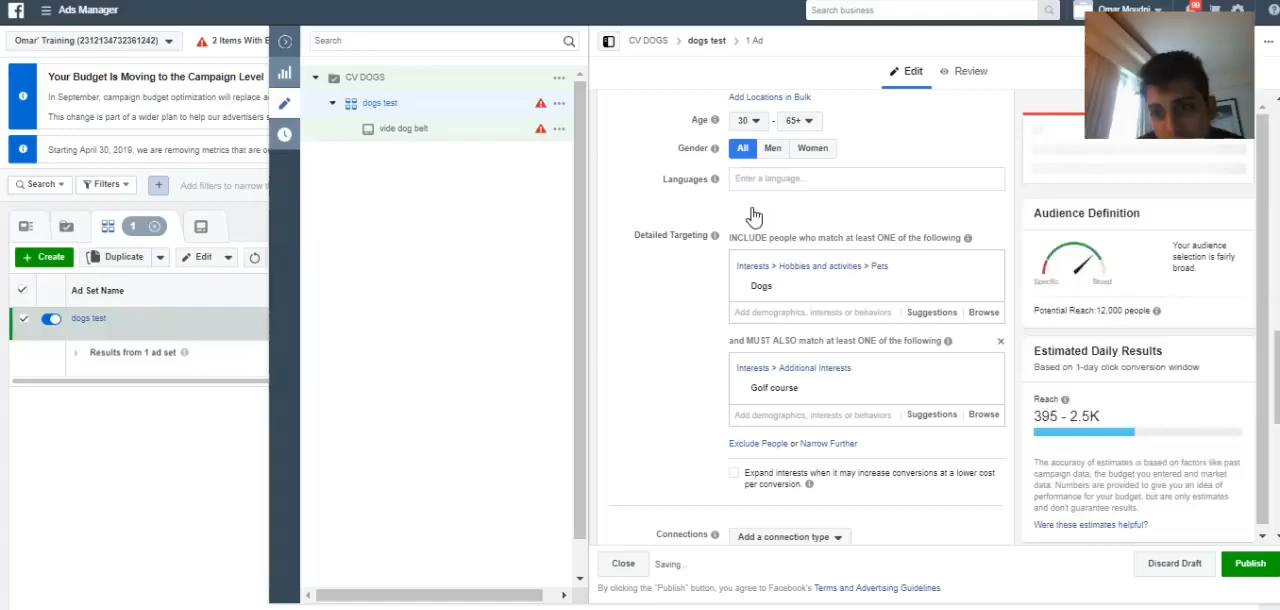 Ads Manager
Search business
Omar Moudni
99
Omar' Training (2312134732361242)
2 Items With E
Search
CV DOGS
dogs test
vide dog belt
CV DOGS > dogs test > 1 Ad
Edit
Review
Your Budget Is Moving to the Campaign Level
In September, campaign budget optimization will replace a
This change is part of a wider plan to help our advertisers s
Starting April 30, 2019, we are removing metrics that are or
Search
Filters
+
Add filters to narrow th
1
+ Create
Duplicate
Edit
Ad Set Name
dogs test
Results from 1 ad set
Add Locations in Bulk
Age
30
-
65+
Gender
All
Men
Women
Languages
Enter a language...
Detailed Targeting
INCLUDE people who match at least ONE of the following
Interests > Hobbies and activities > Pets
Dogs
Add demographics, interests or behaviors
Suggestions
Browse
and MUST ALSO match at least ONE of the following
Interests > Additional Interests
Golf course
Add demographics, interests or behaviors
Suggestions
Browse
Exclude People or Narrow Further
Expand interests when it may increase conversions at a lower cost
per conversion.
Connections
Add a connection type
Close
Saving...
Discard Draft
Publish
By clicking the "Publish" button, you agree to Facebook's Terms and Advertising Guidelines.
Audience Definition
Specific
Broad
Your audience
selection is fairly
broad.
Potential Reach:12,000 people
Estimated Daily Results
Based on 1-day click conversion window
Reach
395 - 2.5K
The accuracy of estimates is based on factors like past
campaign data, the budget you entered and market
data. Numbers are provided to give you an idea of
performance for your budget, but are only estimates
and don't guarantee results.
Were these estimates helpful?